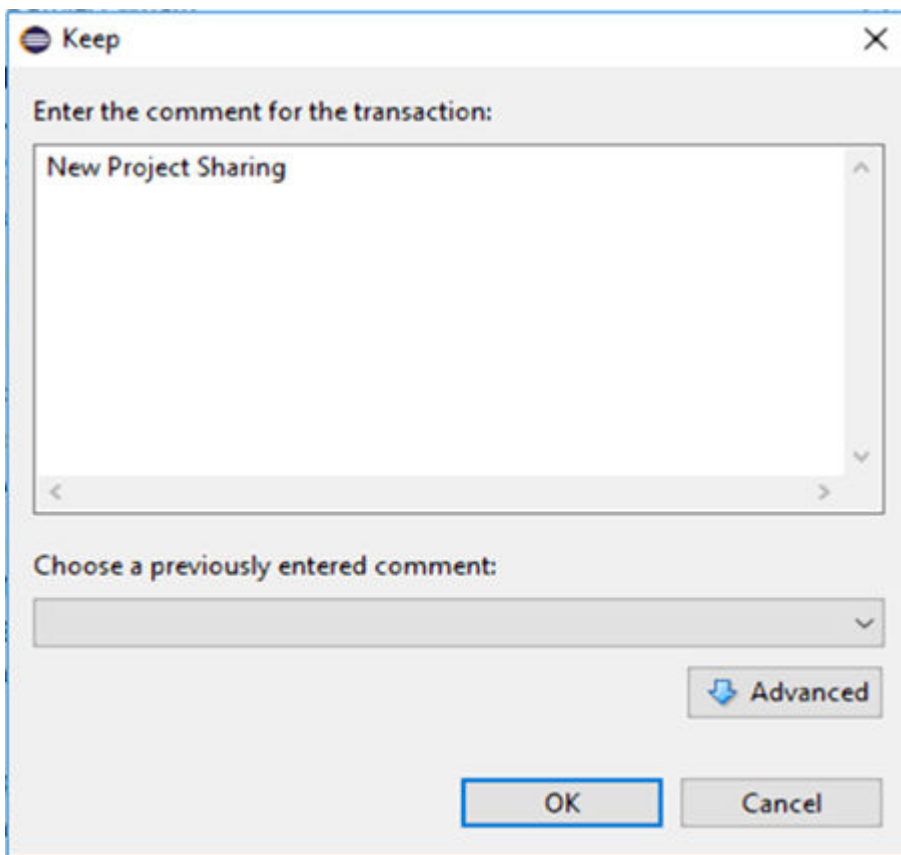 Keep
Enter the comment for the transaction:
New Project Sharing
Choose a previously entered comment:
Advanced
OK Cancel